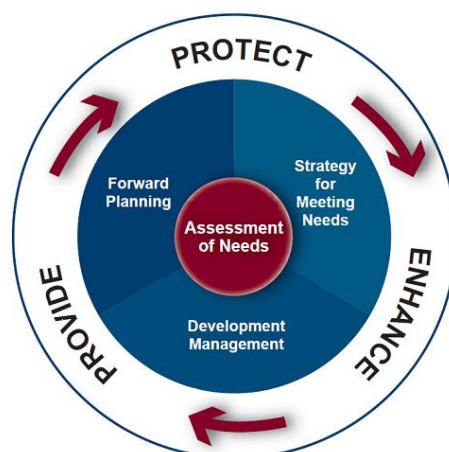 PROTECT
Forward
Planning
Strategy
for
Meeting
Needs
Assessment
of Needs
Development
Management
PROVIDE
ENHANCE